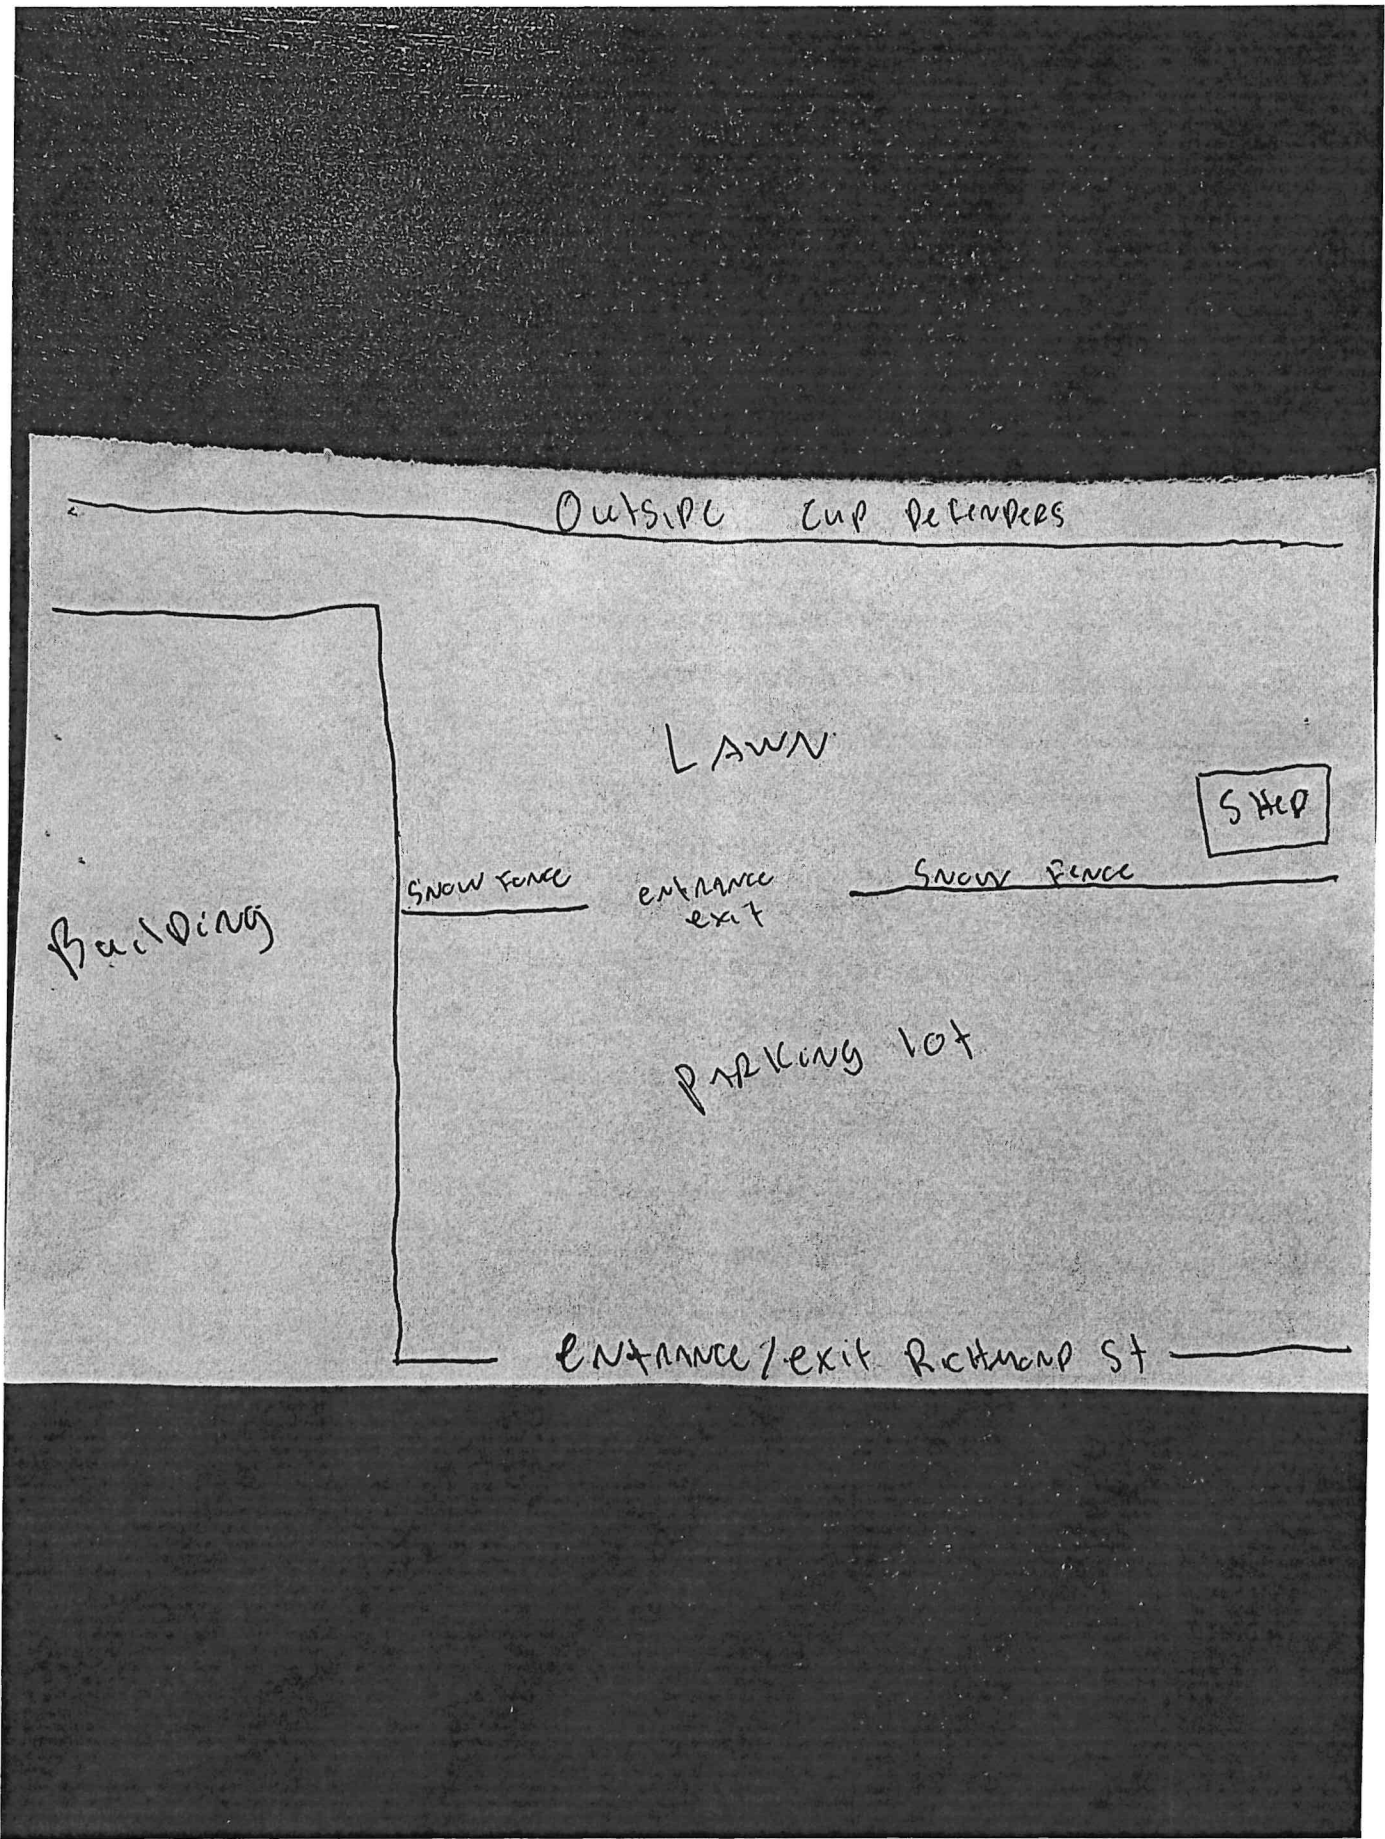 Outside Cup Defenders
LAWN
SHED
Snow Fence
entrance
exit
Snow Fence
Building
PARKING lot
entrance/exit Richmond St